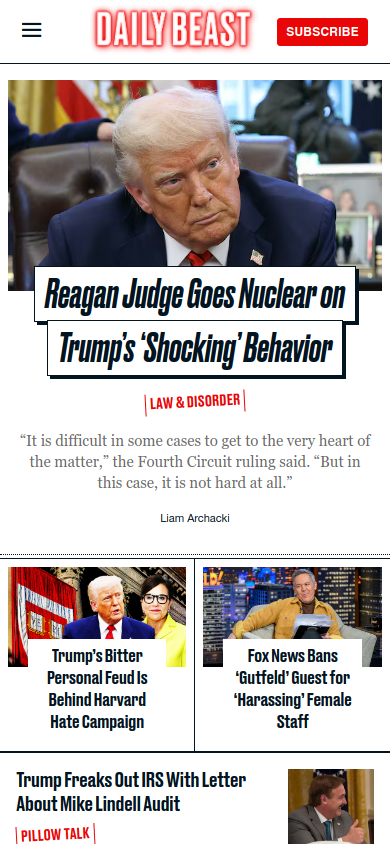 DAILY BEAST
SUBSCRIBE
Reagan Judge Goes Nuclear on
Trump's ‘Shocking’ Behavior
LAW & DISORDER
“It is difficult in some cases to get to the very heart of
the matter,” the Fourth Circuit ruling said. “But in
this case, it is not hard at all.”
Liam Archacki
Trump’s Bitter
Personal Feud Is
Behind Harvard
Hate Campaign
Fox News Bans
‘Gutfeld’ Guest for
‘Harassing’ Female
Staff
Trump Freaks Out IRS With Letter
About Mike Lindell Audit
PILLOW TALK